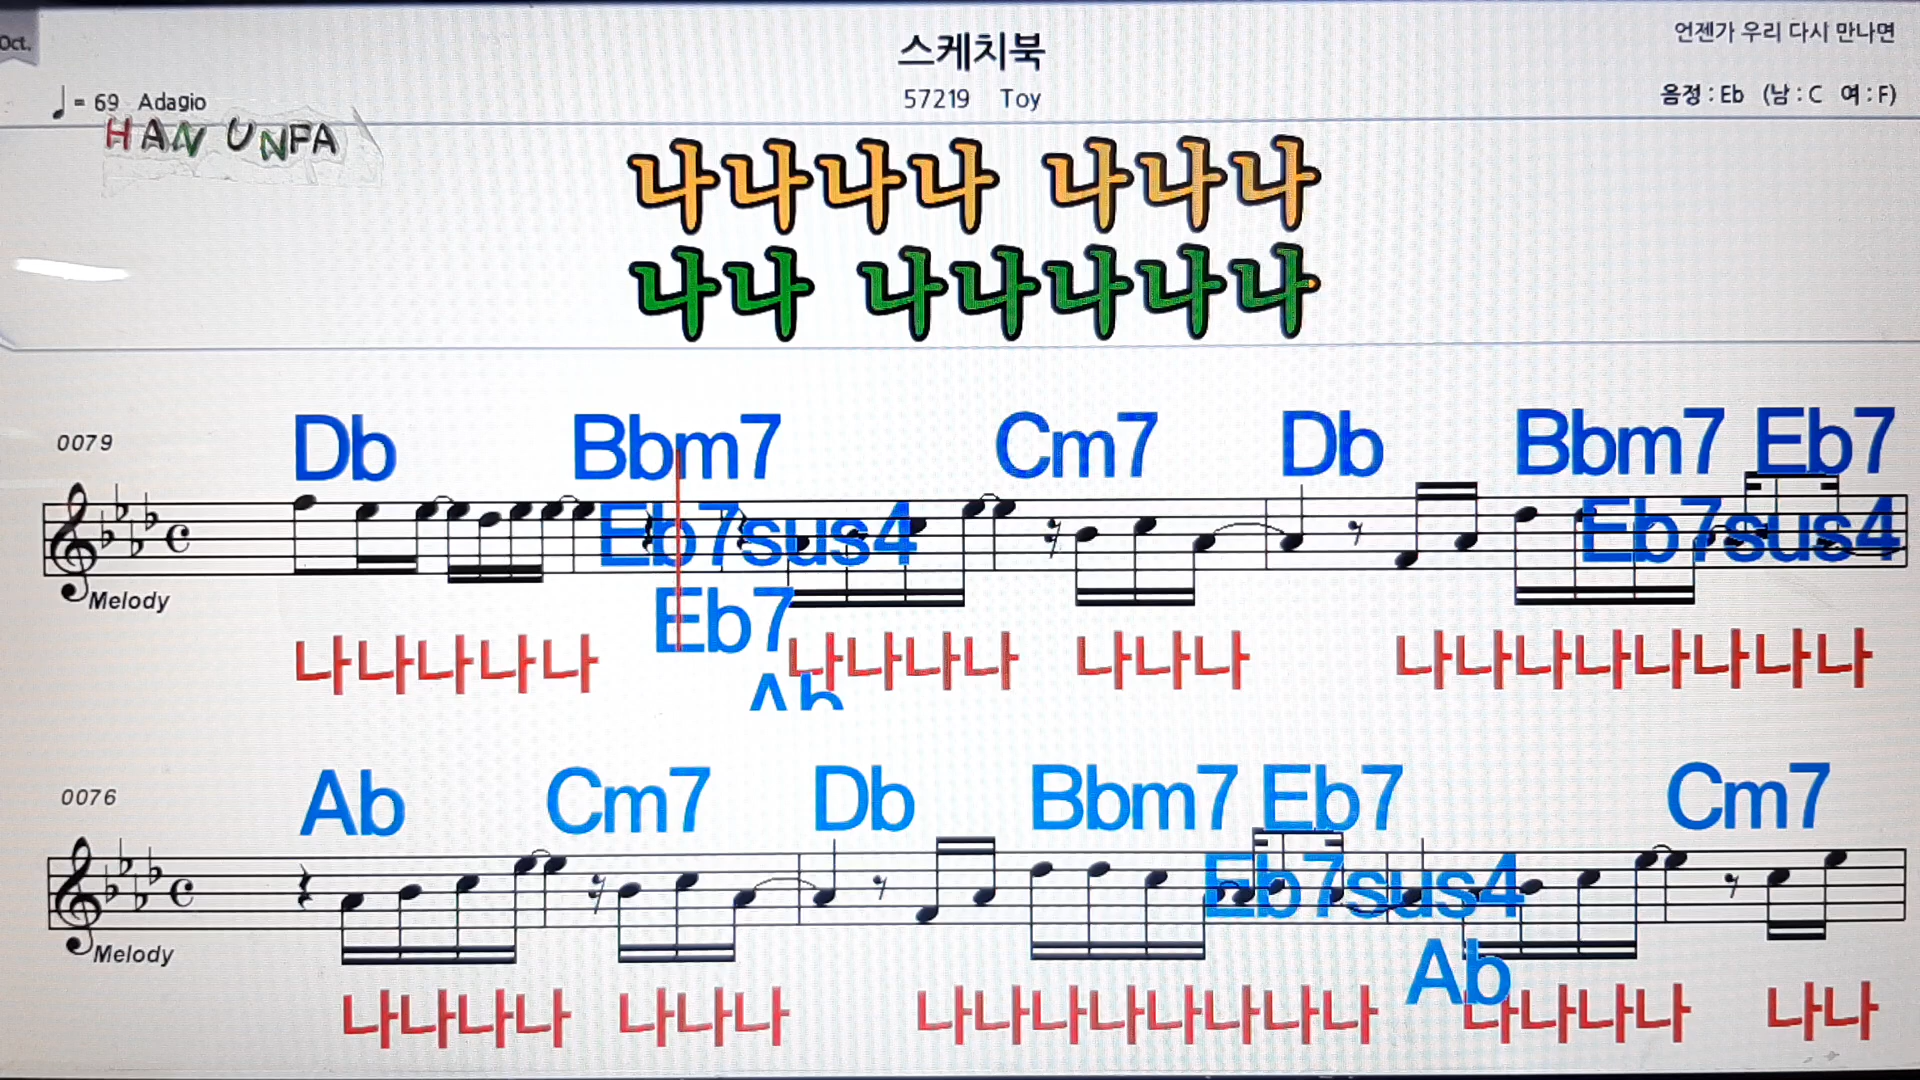 Oct.
스케치북
언젠가 우리 다시 만나면
♩ = 69 Adagio
57219 Toy
음정 : Eb (남 : C 여 : F)
HAN UNFA
나나나나 나나나
나나 나나나나나
0079
Db Bbm7 Cm7 Db Bbm7 Eb7
Eb7sus4 Eb7sus4
Melody
Eb7
나나나나나 나나나나 나나나 나나나나나나나나
Ab
0076
Ab Cm7 Db Bbm7 Eb7 Cm7
Eb7sus4
Melody
Ab
나나나나 나나나 나나나나나나나나 나나나나 나나